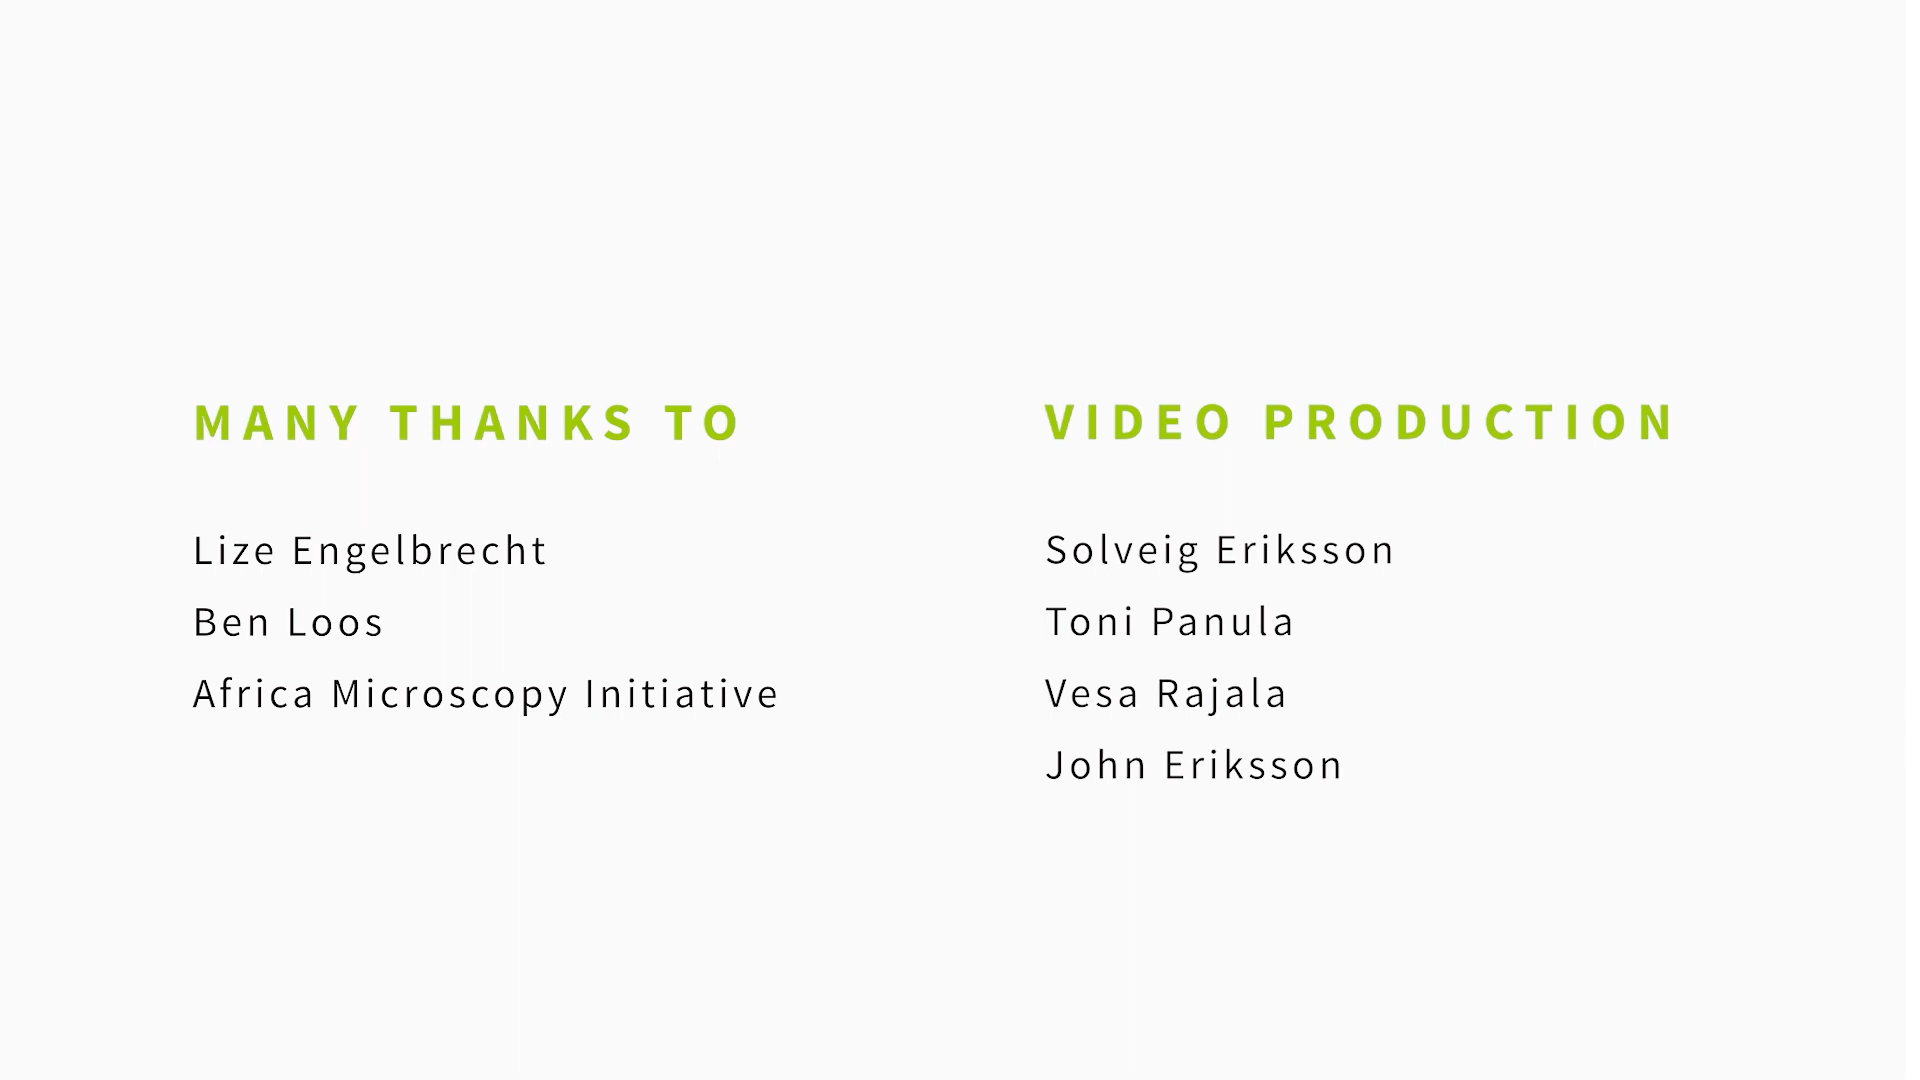 MANY THANKS TO
Lize Engelbrecht
Ben Loos
Africa Microscopy Initiative
VIDEO PRODUCTION
Solveig Eriksson
Toni Panula
Vesa Rajala
John Eriksson